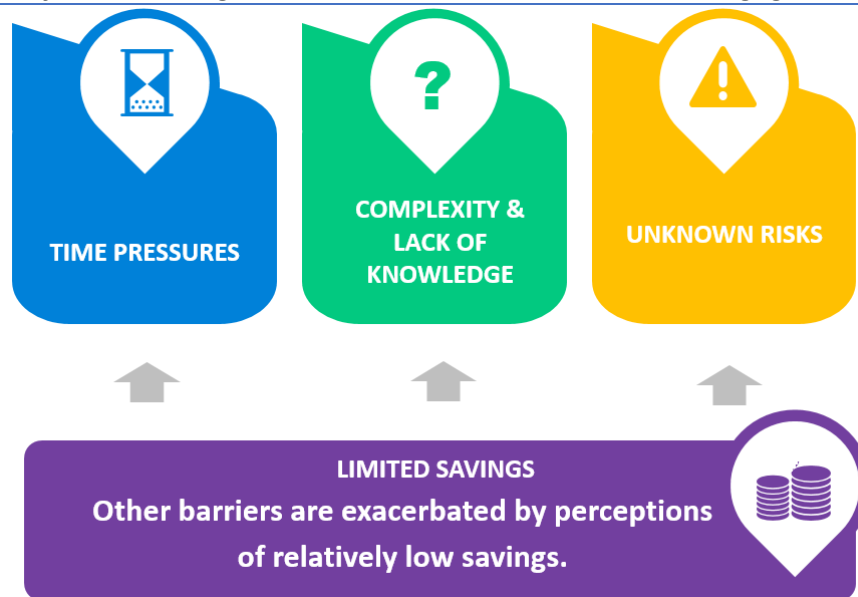 TIME PRESSURES
COMPLEXITY &
LACK OF
KNOWLEDGE
?
UNKNOWN RISKS
LIMITED SAVINGS
Other barriers are exacerbated by perceptions
of relatively low savings.